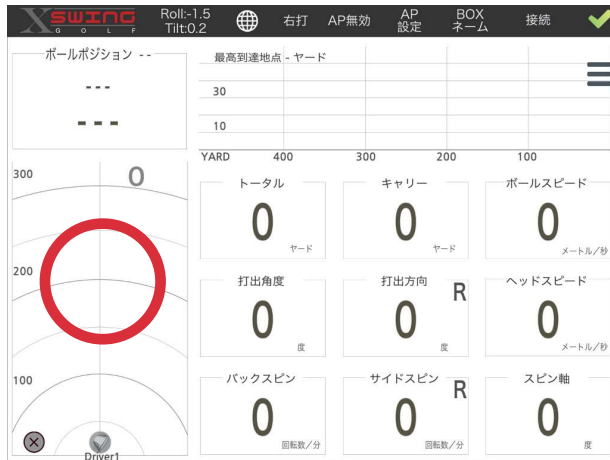 XSWING
GOLF
Roll:-1.5
Tilt:0.2
右打
AP無効
AP
設定
BOX
ネーム
接続
ボールポジション --
---
---
最高到達地点 - ヤード
30
10
YARD 400 300 200 100
300
0
200
100
Driver1
トータル
0
ヤード
キャリー
0
ヤード
ボールスピード
0
メートル/秒
打出角度
0
度
打出方向
R
0
度
ヘッドスピード
0
メートル/秒
バックスピン
0
回転数/分
サイドスピン
R
0
回転数/分
スピン軸
0
度